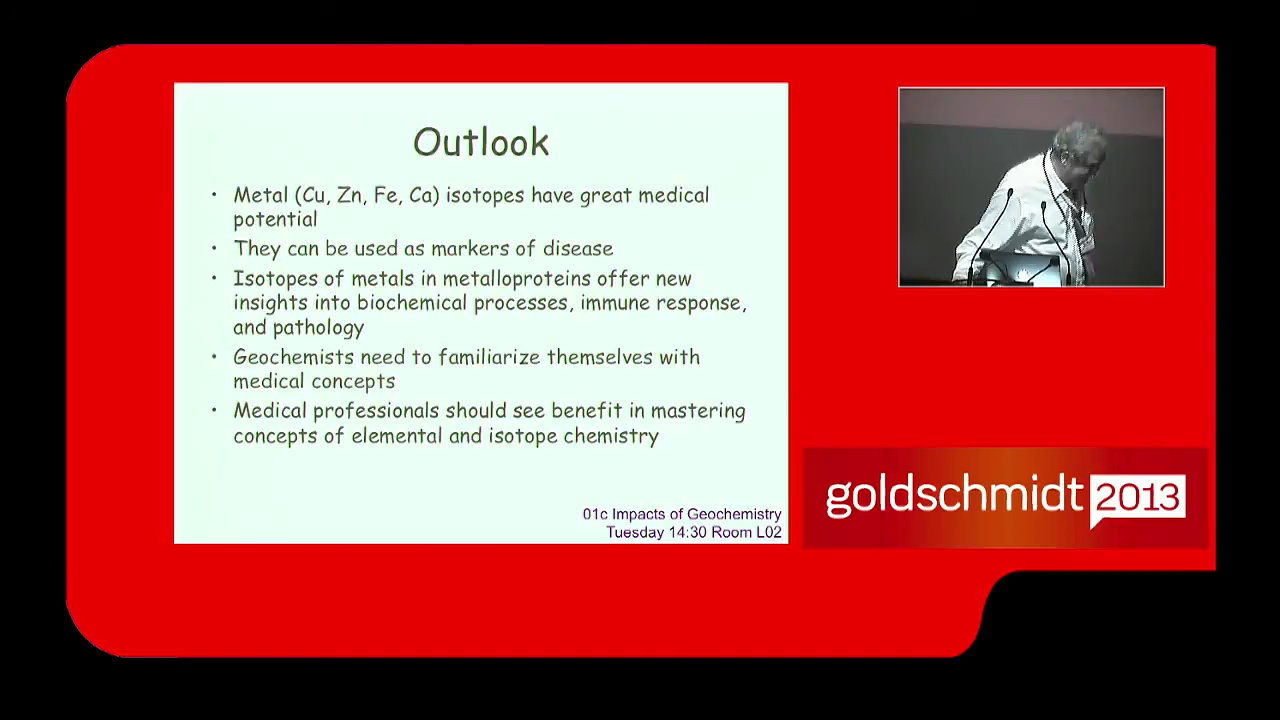 Outlook
• Metal (Cu, Zn, Fe, Ca) isotopes have great medical
potential
• They can be used as markers of disease
• Isotopes of metals in metalloproteins offer new
insights into biochemical processes, immune response,
and pathology
• Geochemists need to familiarize themselves with
medical concepts
• Medical professionals should see benefit in mastering
concepts of elemental and isotope chemistry
01c Impacts of Geochemistry
Tuesday 14:30 Room L02
goldschmidt 2013